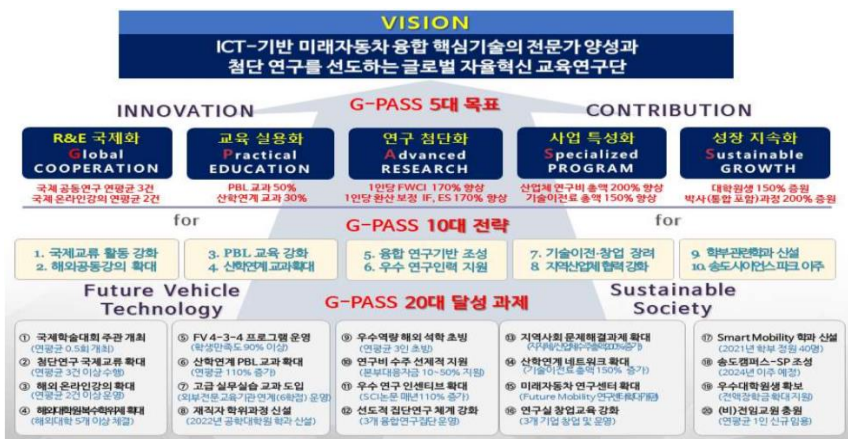 VISION
ICT-기반 미래자동차 융합 핵심기술의 전문가 양성과
첨단 연구를 선도하는 글로벌 자율혁신 교육연구단
INNOVATION
G-PASS 5대 목표
CONTRIBUTION
R&E 국제화
Global
COOPERATION
국제 공동연구 연평균 3건
국제 온라인강의 연평균 2건
교육 실용화
Practical
EDUCATION
PBL 교과 50%
산학연계 교과 30%
연구 첨단화
Advanced
RESEARCH
1인당 FWCI 170% 향상
1인당 환산 보정 IF, ES 170% 향상
사업 특성화
Specialized
PROGRAM
산업체 연구비 총액 200% 향상
기술이전료 총액 150% 향상
성장 지속화
Sustainable
GROWTH
대학원생 150% 증원
박사(통합 포함)과정 200% 증원
for
G-PASS 10대 전략
for
1. 국제교류 활동 강화
2. 해외공동강의 확대
3. PBL 교육 강화
4. 산학연계 교과확대
5. 융합 연구기반 조성
6. 우수 연구인력 지원
7. 기술이전·창업 장려
8. 지역산업체 협력 강화
9. 학부관련학과 신설
10. 송도사이언스파크 이주
Future Vehicle
Technology
G-PASS 20대 달성 과제
Sustainable
Society
① 국제학술대회 주관 개최
(연평균 0.5회 개최)
② 첨단연구 국제교류 확대
(연평균 3건 이상 수행)
③ 해외 온라인강의 확대
(연평균 2건 이상 운영)
④ 해외대학원복수학위제 확대
(해외대학 5개 이상 체결)
⑤ FV 4-3-4 프로그램 운영
(학생만족도 90% 이상)
⑥ 산학연계 PBL 교과 확대
(연평균 110% 증가)
⑦ 고급 실무실습 교과 도입
(외부전문교육기관 연계 (6학점) 운영)
⑧ 재직자 학위과정 신설
(2022년 공학대학원 학과 신설)
⑨ 우수역량 해외 석학 초빙
(연평균 3인 초빙)
⑩ 연구비 수주 선제적 지원
(본부대응자금 10~50% 지원)
⑪ 우수 연구 인센티브 확대
(SCI논문 매년110% 증가)
⑫ 선도적 집단연구 체계 강화
(3개 융합연구집단운영)
⑬ 지역사회 문제해결과제 확대
⑭ 산학연계 네트워크 확대
(기술이전료 총액 150% 증가)
⑮ 미래자동차 연구센터 확대
(Future Mobility 연구센터 확대개편)
⑯ 연구실 창업교육 강화
(3개 기업 창업 및 운영)
⑰ Smart Mobility 학과 신설
(2021년 학부 정원 40명)
⑱ 송도캠퍼스-SP 조성
(2024년 이주 예정)
⑲ 우수대학원생 확보
(전액장학금 확대 지원)
⑳ (비)전임교원 충원
(연평균 1인 신규임용)